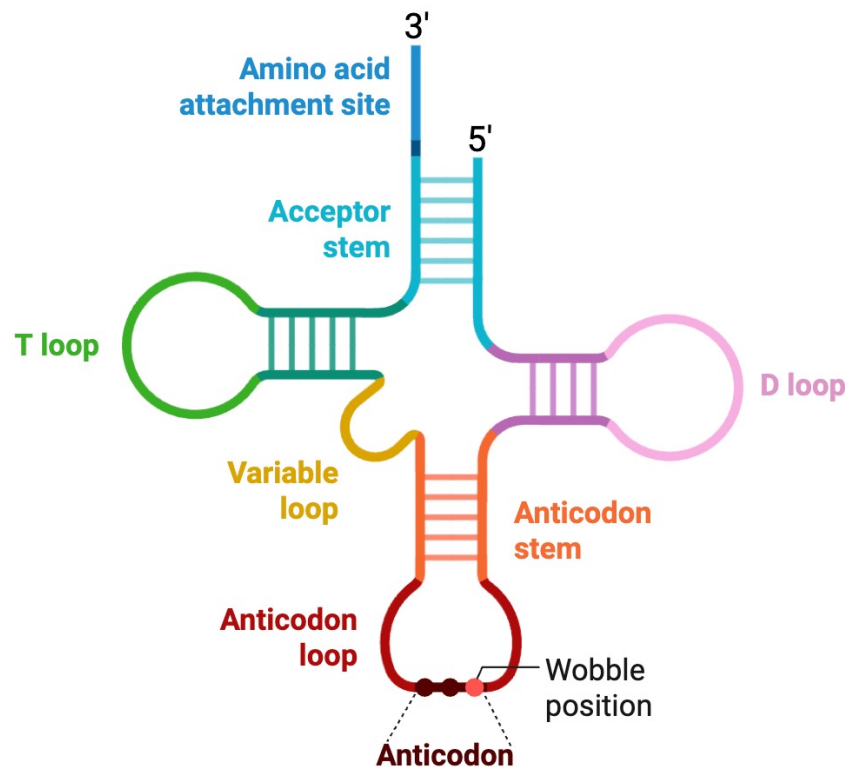 3'
Amino acid
attachment site
5'
Acceptor
stem
T loop
D loop
Variable
loop
Anticodon
stem
Anticodon
loop
Wobble
position
Anticodon